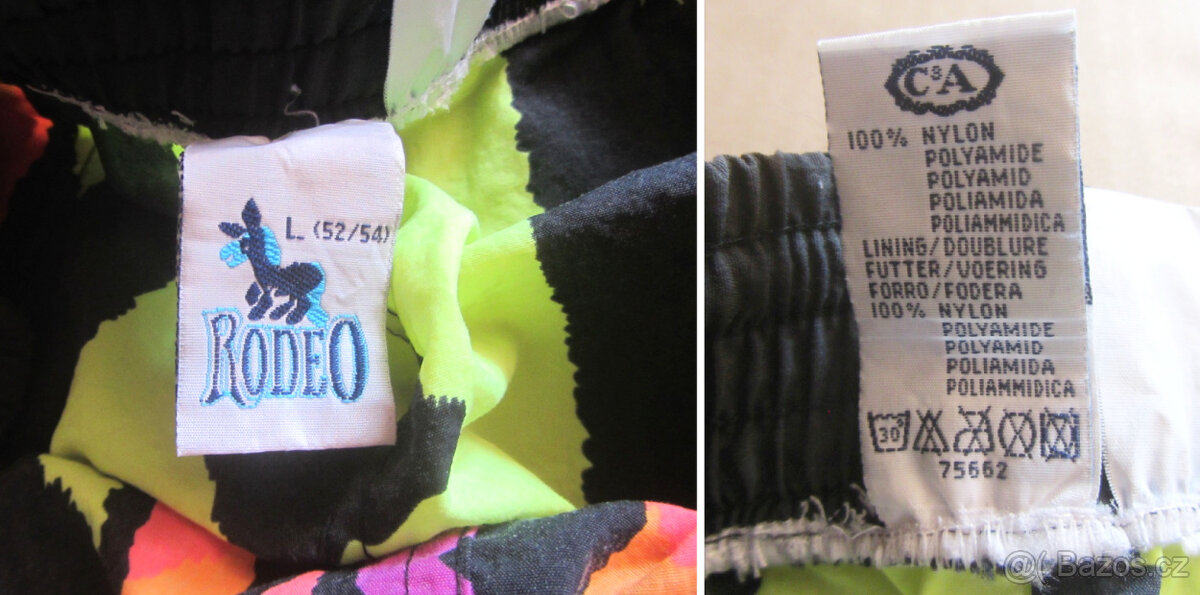 L (52/54)
RODEO
C&A
100% NYLON
POLYAMIDE
POLYAMID
POLIAMIDA
POLIAMMIDICA
LINING/DOUBLURE
FUTTER/VOERING
FORRO/FODERA
100% NYLON
POLYAMIDE
POLYAMID
POLIAMIDA
POLIAMMIDICA
30°
75662
Bazos.cz